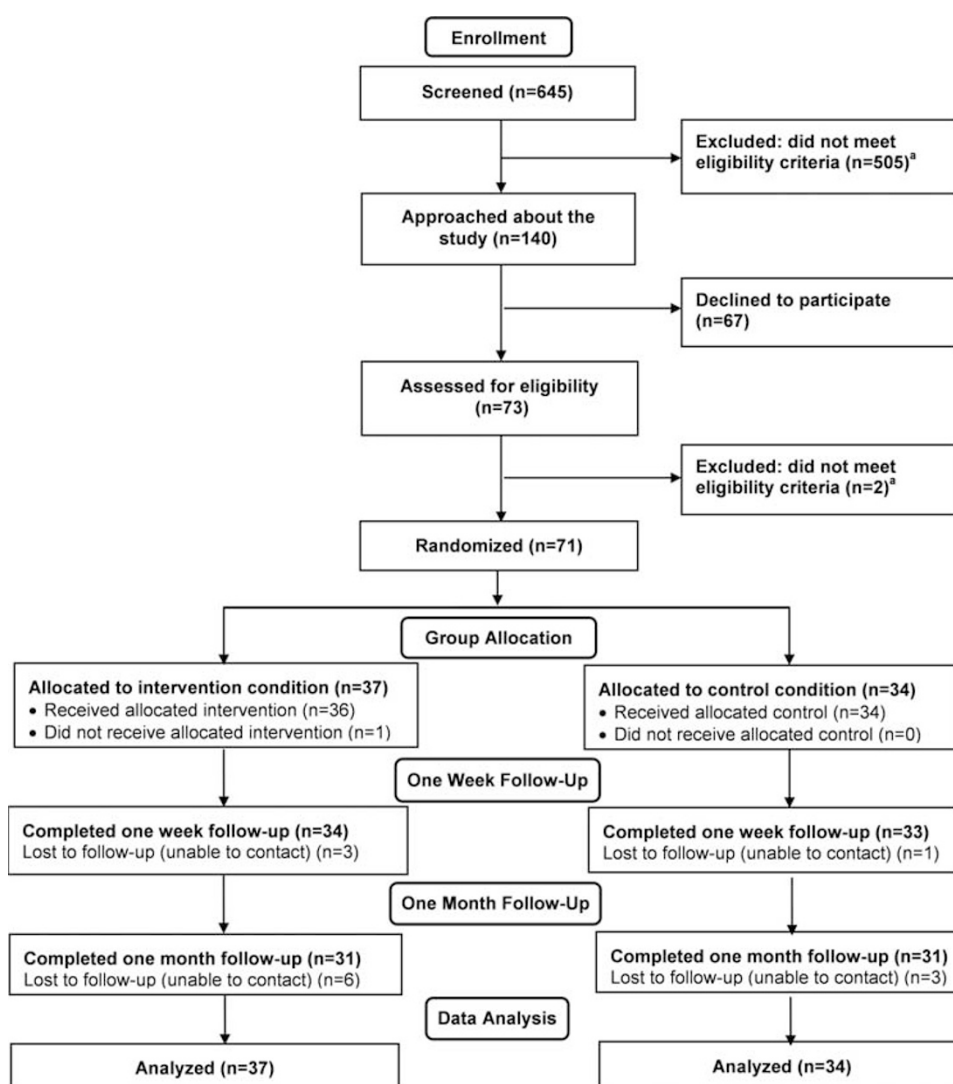 Enrollment
Screened (n=645)
Excluded: did not meet
eligibility criteria (n=505)a
Approached about the
study (n=140)
Declined to participate
(n=67)
Assessed for eligibility
(n=73)
Excluded: did not meet
eligibility criteria (n=2)a
Randomized (n=71)
Group Allocation
Allocated to intervention condition (n=37)
• Received allocated intervention (n=36)
• Did not receive allocated intervention (n=1)
Allocated to control condition (n=34)
• Received allocated control (n=34)
• Did not receive allocated control (n=0)
One Week Follow-Up
Completed one week follow-up (n=34)
Lost to follow-up (unable to contact) (n=3)
Completed one week follow-up (n=33)
Lost to follow-up (unable to contact) (n=1)
One Month Follow-Up
Completed one month follow-up (n=31)
Lost to follow-up (unable to contact) (n=6)
Completed one month follow-up (n=31)
Lost to follow-up (unable to contact) (n=3)
Data Analysis
Analyzed (n=37)
Analyzed (n=34)